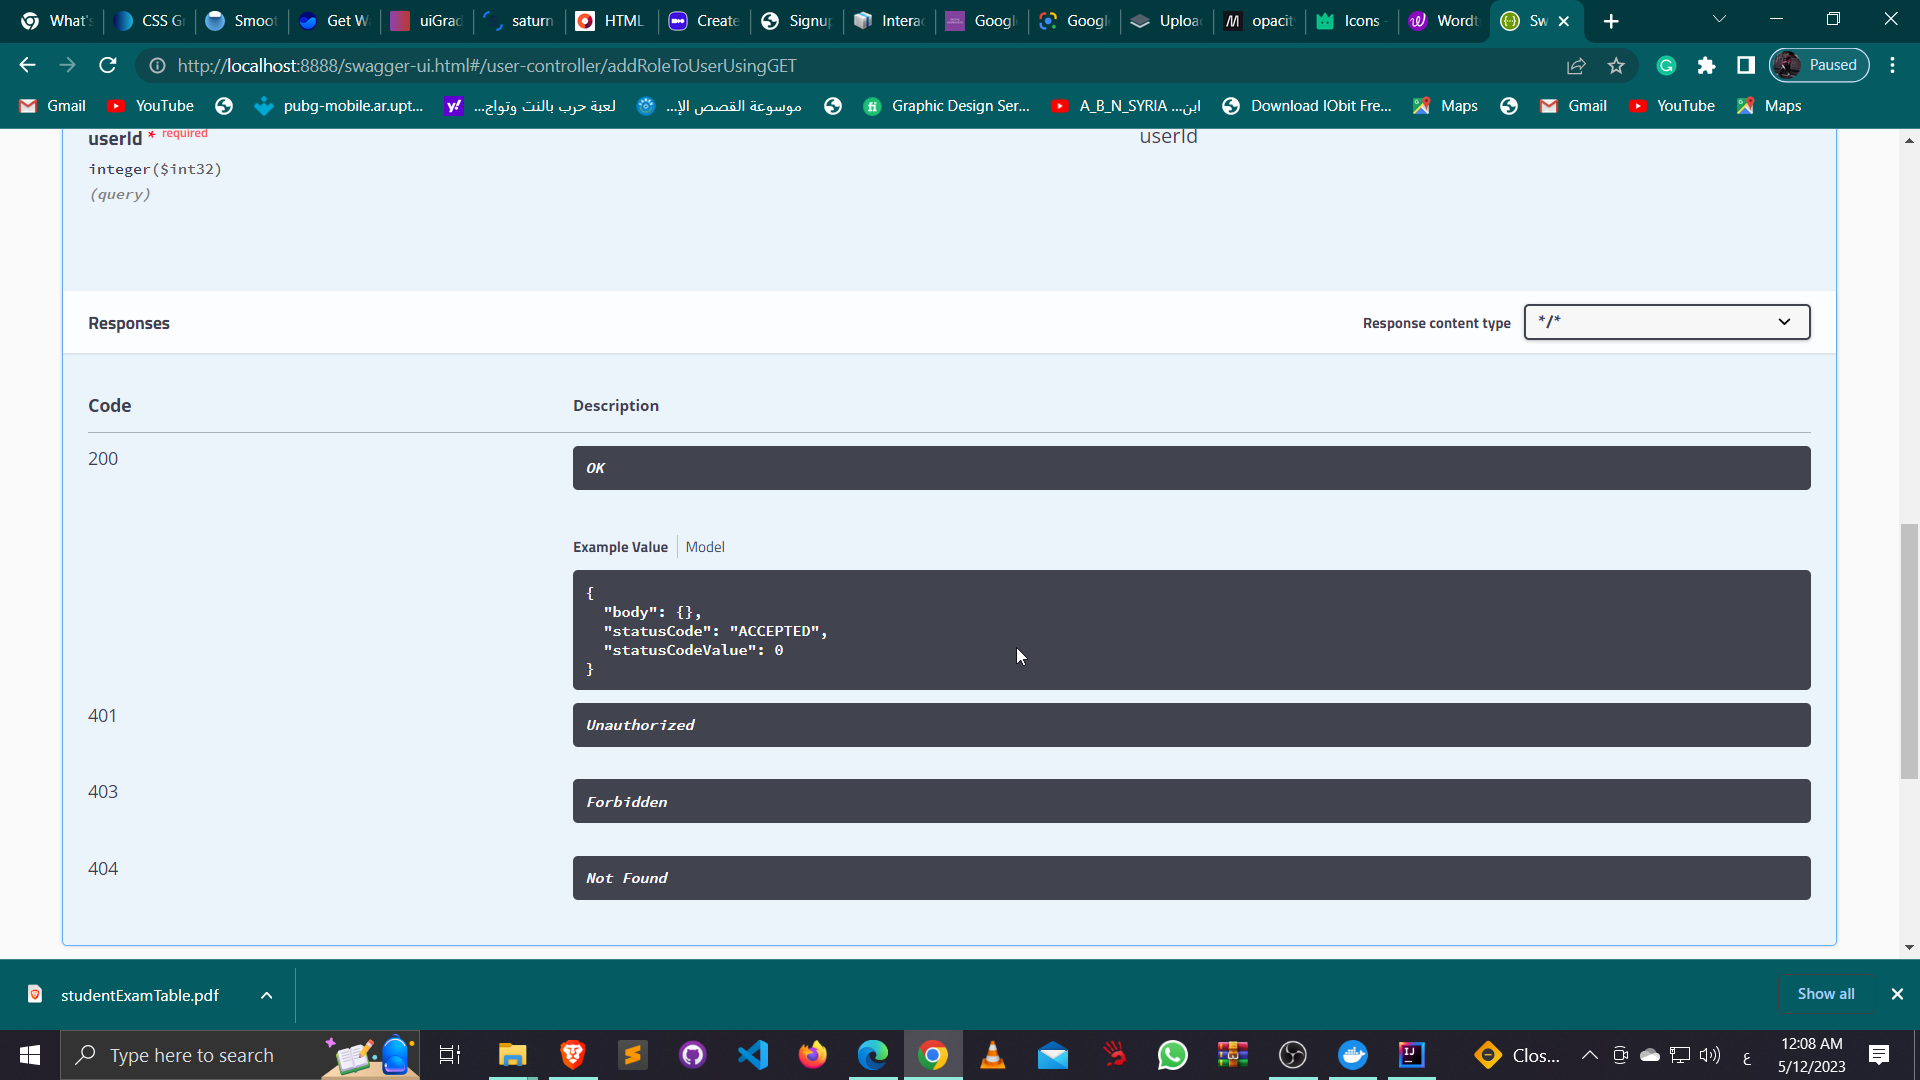 What's
CSS Gr
Smoot
Get W
uiGrad
saturn
HTML
Create
Signup
Interac
Google
Google
Upload
opacit
Icons -
Wordt
Sw
http://localhost:8888/swagger-ui.html#/user-controller/addRoleToUserUsingGET
Paused
Gmail
YouTube
pubg-mobile.ar.upt...
لعبة حرب بالنت وتواج...
موسوعة القصص الإ...
Graphic Design Ser...
A_B_N_SYRIA ...ابن
Download IObit Fre...
Maps
Gmail
YouTube
Maps
userId * required
userId
integer($int32)
(query)
Responses
Response content type
*/*
Code
Description
200
OK
Example Value
Model
{
"body": {},
"statusCode": "ACCEPTED",
"statusCodeValue": 0
}
401
Unauthorized
403
Forbidden
404
Not Found
studentExamTable.pdf
Show all
Type here to search
Clos...
ع
12:08 AM
5/12/2023